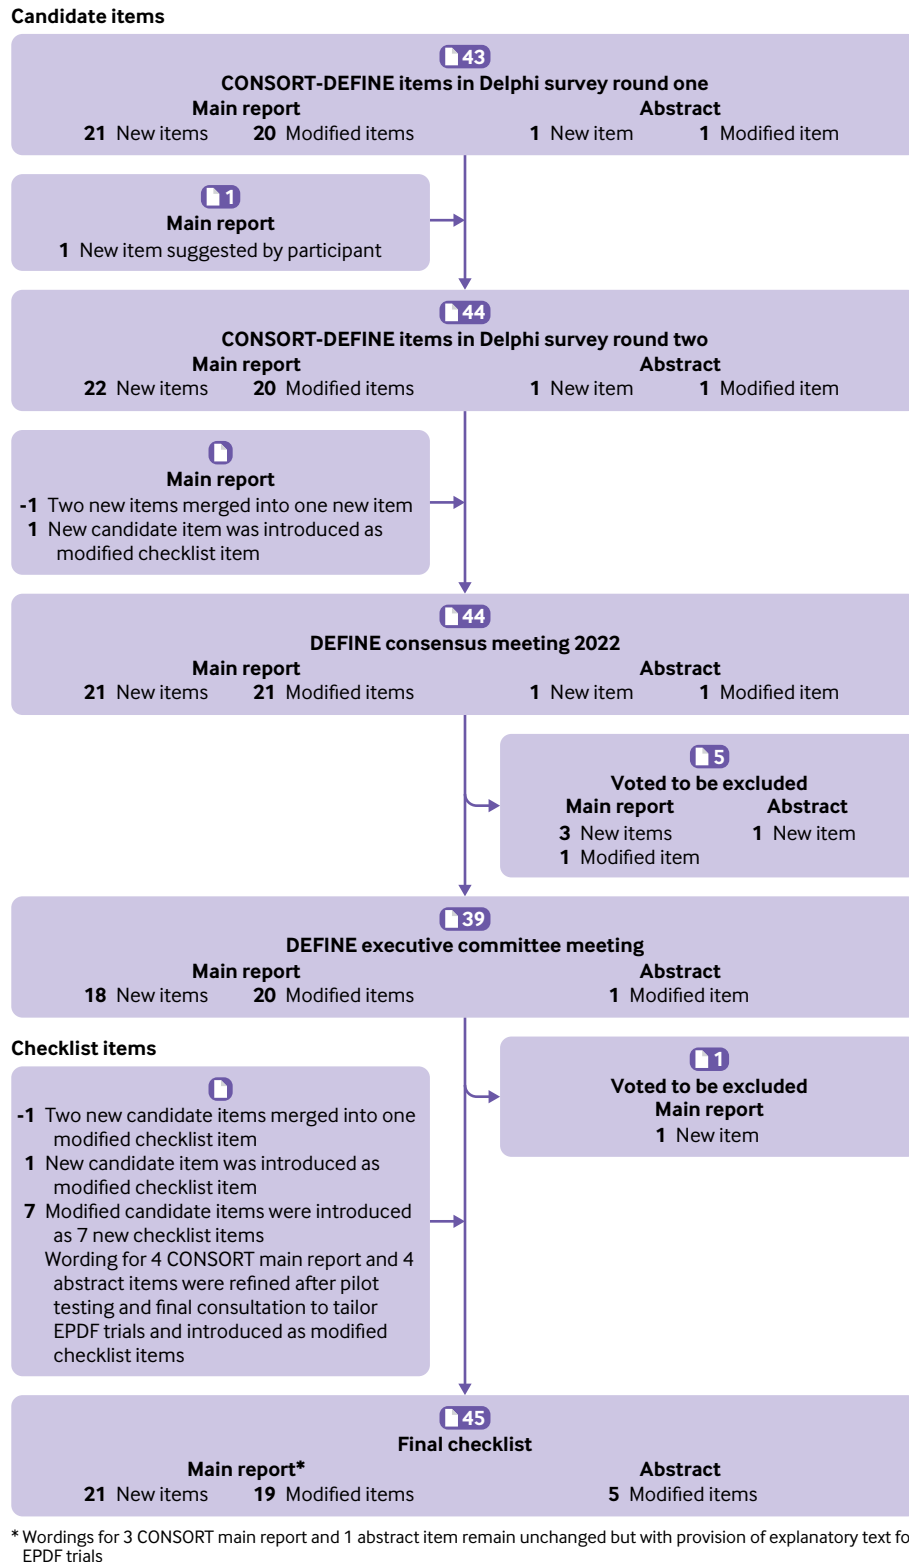 Candidate items
43
CONSORT-DEFINE items in Delphi survey round one
Main report Abstract
21 New items 20 Modified items 1 New item 1 Modified item
1
Main report
1 New item suggested by participant
44
CONSORT-DEFINE items in Delphi survey round two
Main report Abstract
22 New items 20 Modified items 1 New item 1 Modified item
Main report
-1 Two new items merged into one new item
1 New candidate item was introduced as
modified checklist item
44
DEFINE consensus meeting 2022
Main report Abstract
21 New items 21 Modified items 1 New item 1 Modified item
5
Voted to be excluded
Main report Abstract
3 New items 1 New item
1 Modified item
39
DEFINE executive committee meeting
Main report Abstract
18 New items 20 Modified items 1 Modified item
Checklist items
-1 Two new candidate items merged into one
modified checklist item
1 New candidate item was introduced as
modified checklist item
7 Modified candidate items were introduced
as 7 new checklist items
Wording for 4 CONSORT main report and 4
abstract items were refined after pilot
testing and final consultation to tailor
EPDF trials and introduced as modified
checklist items
1
Voted to be excluded
Main report
1 New item
45
Final checklist
Main report* Abstract
21 New items 19 Modified items 5 Modified items
* Wordings for 3 CONSORT main report and 1 abstract item remain unchanged but with provision of explanatory text fo
EPDF trials